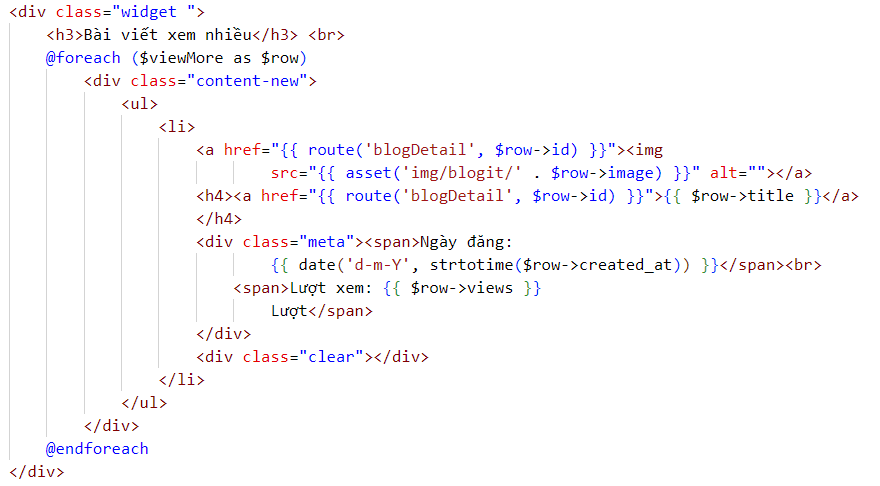 <div class="widget ">
<h3>Bài viết xem nhiều</h3> <br>
@foreach ($viewMore as $row)
<div class="content-new">
<ul>
<li>
<a href="{{ route('blogDetail', $row->id) }}"><img
src="{{ asset('img/blogit/' . $row->image) }}" alt=""></a>
<h4><a href="{{ route('blogDetail', $row->id) }}">{{ $row->title }}</a>
</h4>
<div class="meta"><span>Ngày đăng:
{{ date('d-m-Y', strtotime($row->created_at)) }}</span><br>
<span>Lượt xem: {{ $row->views }}
Lượt</span>
</div>
<div class="clear"></div>
</li>
</ul>
</div>
@endforeach
</div>